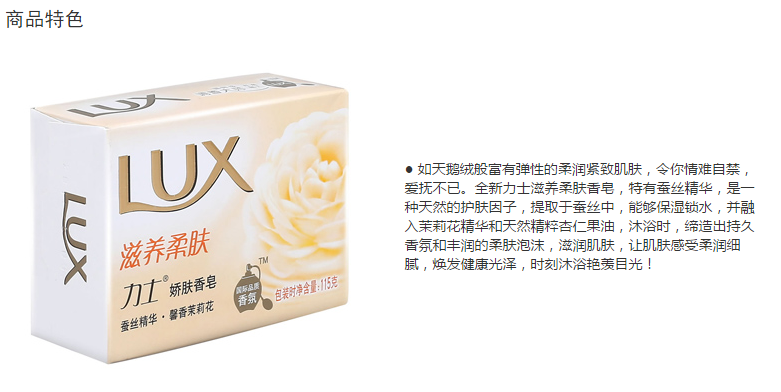 商品特色
LUX
LUX
LUX
滋养柔肤
力士®娇肤香皂
蚕丝精华·馨香茉莉花
国际品质
香氛
TM
包装时净含量:115克
● 如天鹅绒般富有弹性的柔润紧致肌肤，令你情难自禁，
爱抚不已。全新力士滋养柔肤香皂，特有蚕丝精华，是一
种天然的护肤因子，提取于蚕丝中，能够保湿锁水，并融
入茉莉花精华和天然精粹杏仁果油，沐浴时，缔造出持久
香氛和丰润的柔肤泡沫，滋润肌肤，让肌肤感受柔润细
腻，焕发健康光泽，时刻沐浴艳羡目光！